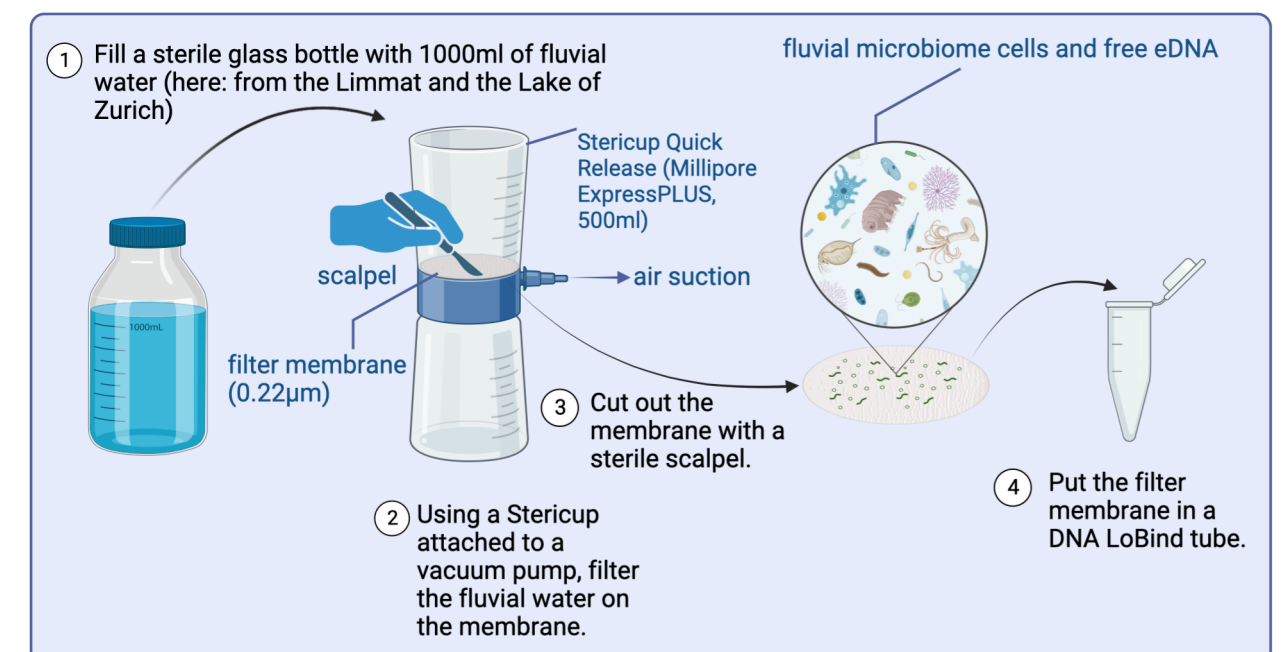 1
Fill a sterile glass bottle with 1000ml of fluvial
water (here: from the Limmat and the Lake of
Zurich)
fluvial microbiome cells and free eDNA
Stericup Quick
Release (Millipore
ExpressPLUS,
500ml)
scalpel
air suction
1000mL
filter membrane
(0.22µm)
3
Cut out the
membrane with a
sterile scalpel.
4
Put the filter
membrane in a
DNA LoBind tube.
2
Using a Stericup
attached to a
vacuum pump, filter
the fluvial water on
the membrane.